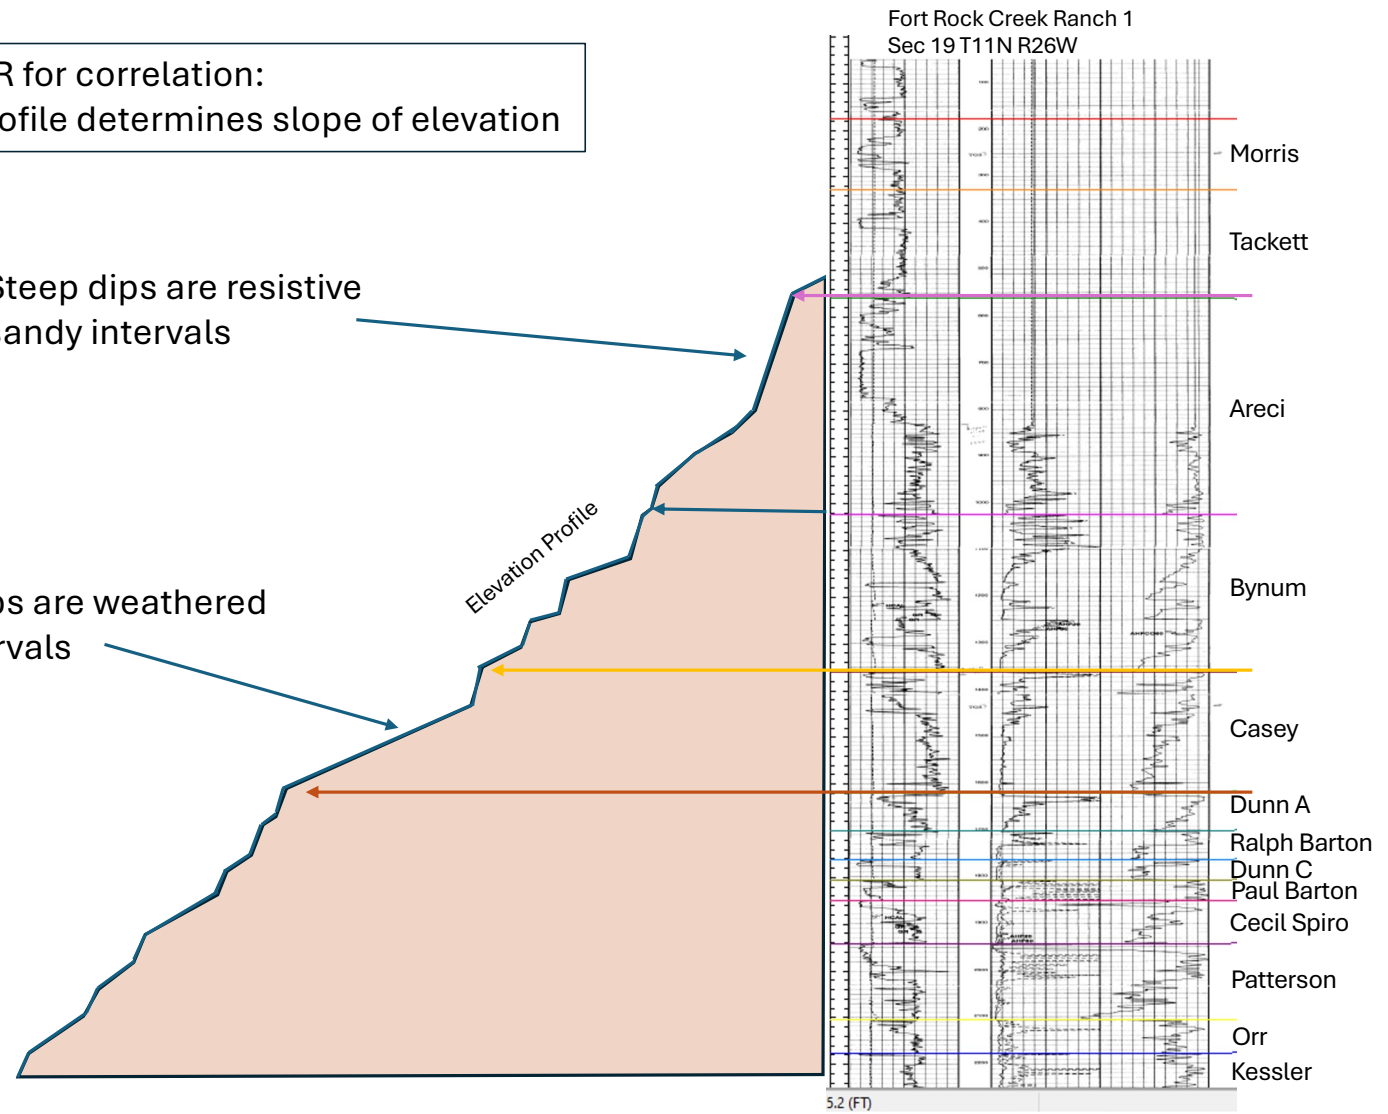 Fort Rock Creek Ranch 1
Sec 19 T11N R26W
R for correlation:
ofile determines slope of elevation
Morris
Tackett
Steep dips are resistive
sandy intervals
Areci
Elevation Profile
Bynum
ps are weathered
rvals
Casey
Dunn A
Ralph Barton
Dunn C
Paul Barton
Cecil Spiro
Patterson
Orr
Kessler
5.2 (FT)